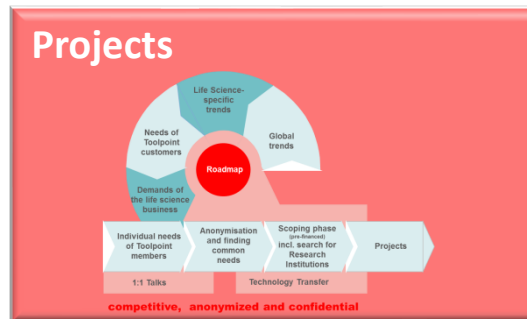 Projects
Life Science-
specific
trends
Needs of
Toolpoint
customers
Global
trends
Roadmap
Demands of
the life science
business
Individual needs
of Toolpoint
members
Anonymisation
and finding
common
needs
Scoping phase
(pre-financed)
incl. search for
Research
Institutions
Projects
1:1 Talks
Technology Transfer
competitive, anonymized and confidential